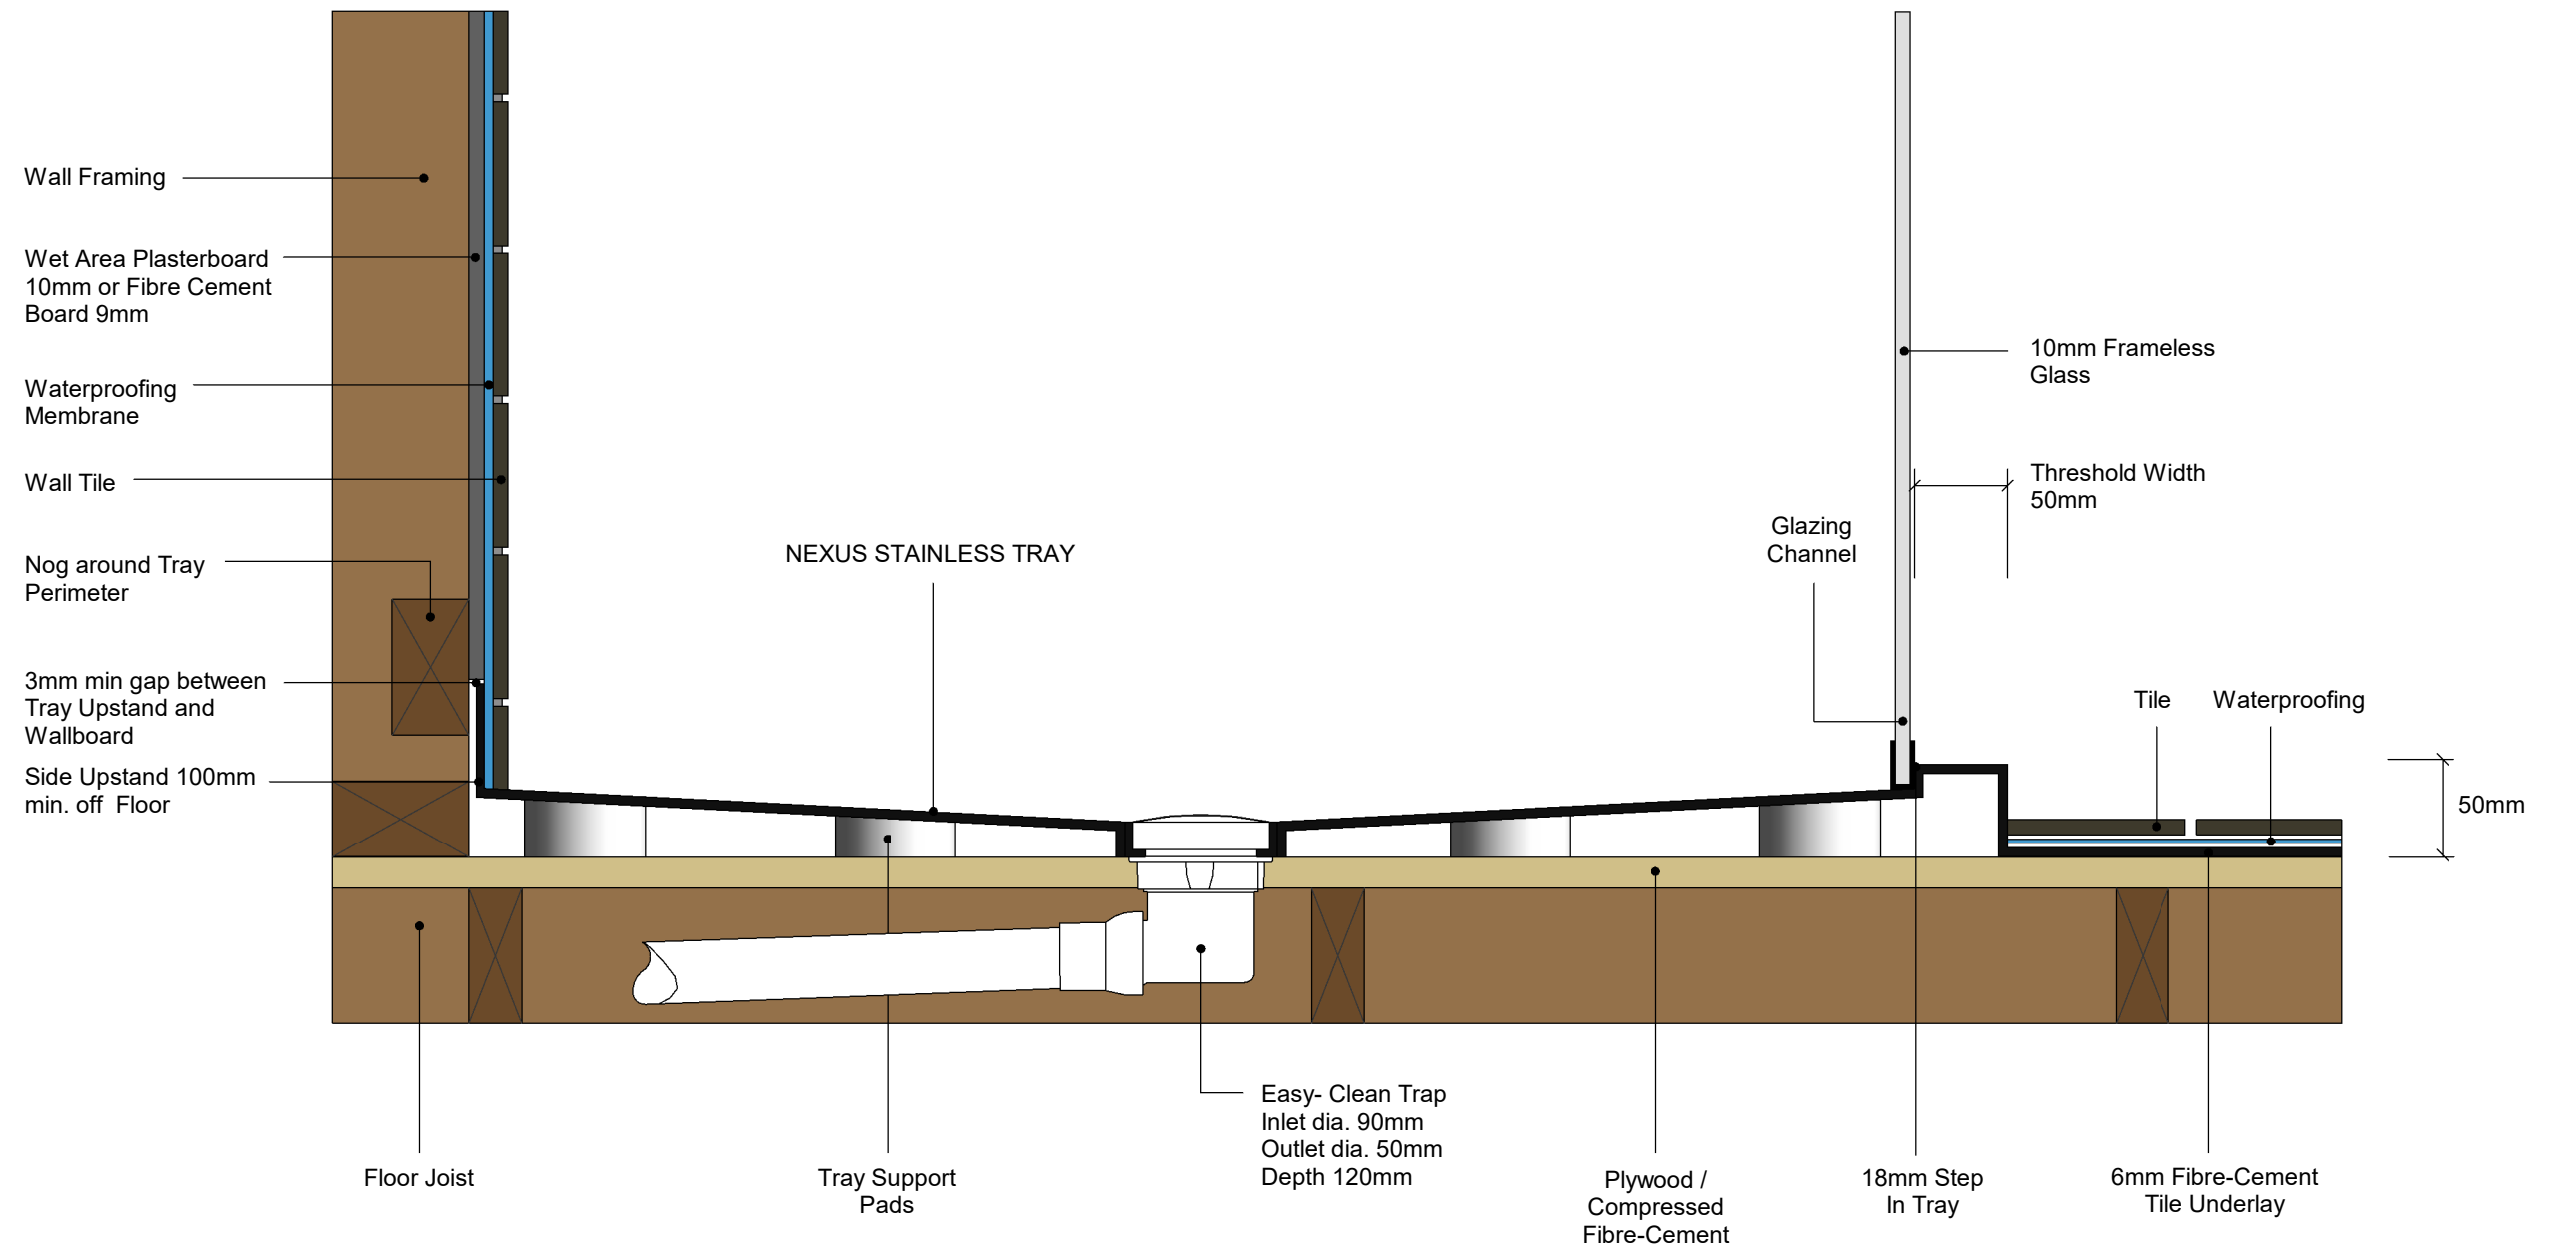 Wall Framing
Wet Area Plasterboard
10mm or Fibre Cement
Board 9mm
Waterproofing
Membrane
Wall Tile
Nog around Tray
Perimeter
3mm min gap between
Tray Upstand and
Wallboard
Side Upstand 100mm
min. off Floor
NEXUS STAINLESS TRAY
Glazing
Channel
10mm Frameless
Glass
Threshold Width
50mm
Tile
Waterproofing
50mm
Floor Joist
Tray Support
Pads
Easy- Clean Trap
Inlet dia. 90mm
Outlet dia. 50mm
Depth 120mm
Plywood /
Compressed
Fibre-Cement
18mm Step
In Tray
6mm Fibre-Cement
Tile Underlay